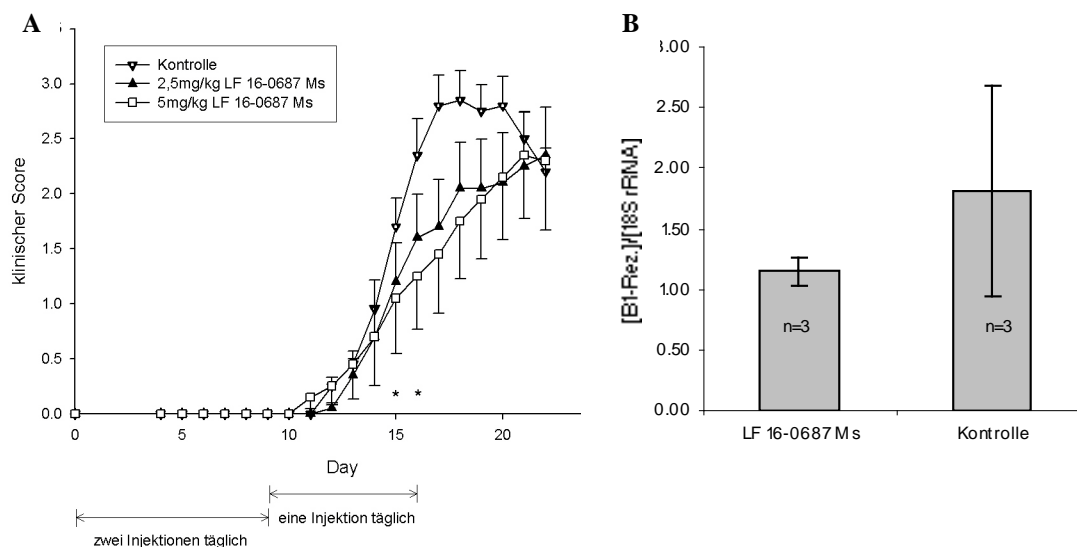 A
Kontrolle
2,5mg/kg LF 16-0687 Ms
5mg/kg LF 16-0687 Ms
klinischer Score
3.0
2.5
2.0
1.5
1.0
0.5
0.0
0 5 10 15 20
* *
Day
eine Injektion täglich
zwei Injektionen täglich
B
[B1-Rez.]/[18S rRNA]
3.00
2.50
2.00
1.50
1.00
0.50
0.00
n=3 n=3
LF 16-0687 Ms Kontrolle